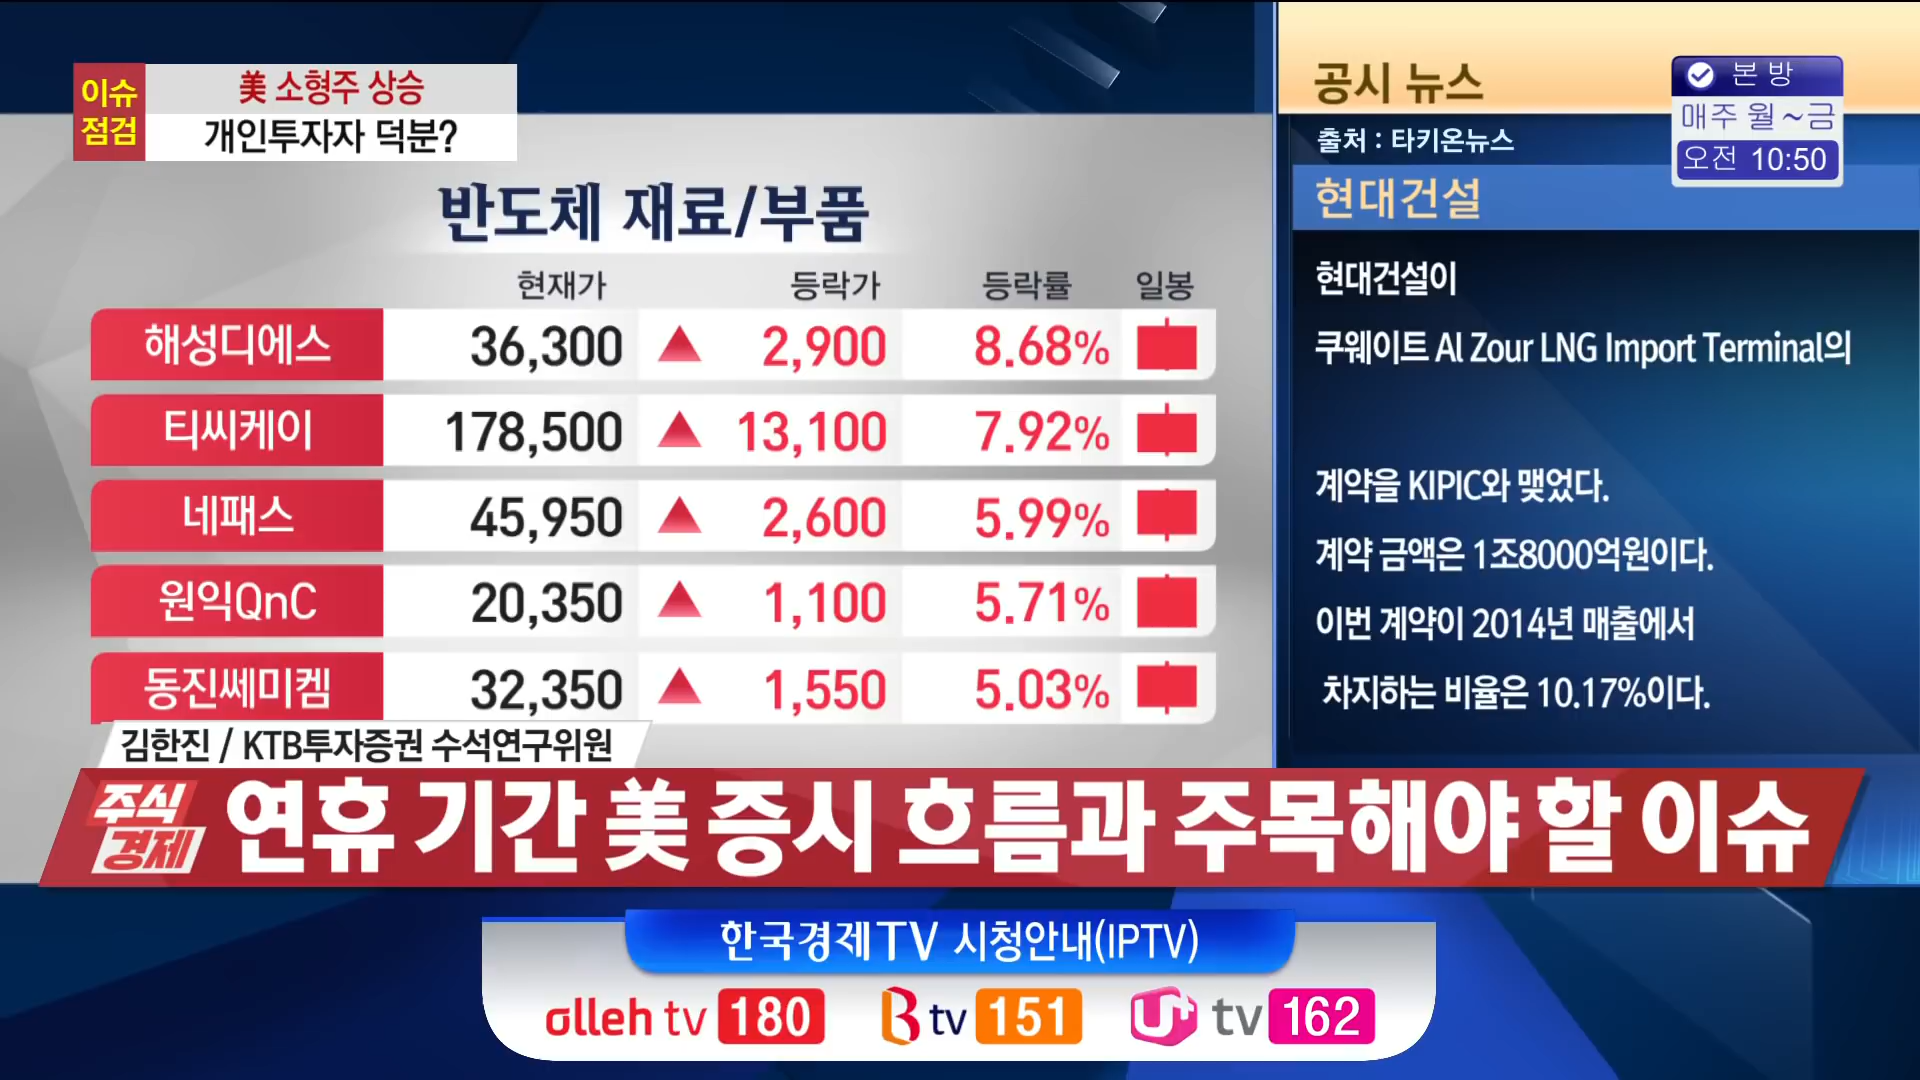 이슈
점검
美 소형주 상승
개인투자자 덕분?
반도체 재료/부품
현재가 등락가 등락률 일봉
해성디에스 36,300 ▲ 2,900 8.68%
티씨케이 178,500 ▲ 13,100 7.92%
네패스 45,950 ▲ 2,600 5.99%
원익QnC 20,350 ▲ 1,100 5.71%
동진쎄미켐 32,350 ▲ 1,550 5.03%
공시 뉴스
본 방
매주 월~금
오전 10:50
출처 : 타키온뉴스
현대건설
현대건설이
쿠웨이트 Al Zour LNG Import Terminal의
계약을 KIPIC와 맺었다.
계약 금액은 1조8000억원이다.
이번 계약이 2014년 매출에서
차지하는 비율은 10.17%이다.
김한진 / KTB투자증권 수석연구위원
주식
경제
연휴 기간 美 증시 흐름과 주목해야 할 이슈
한국경제TV 시청안내(IPTV)
olleh tv 180 B tv 151 U+ tv 162